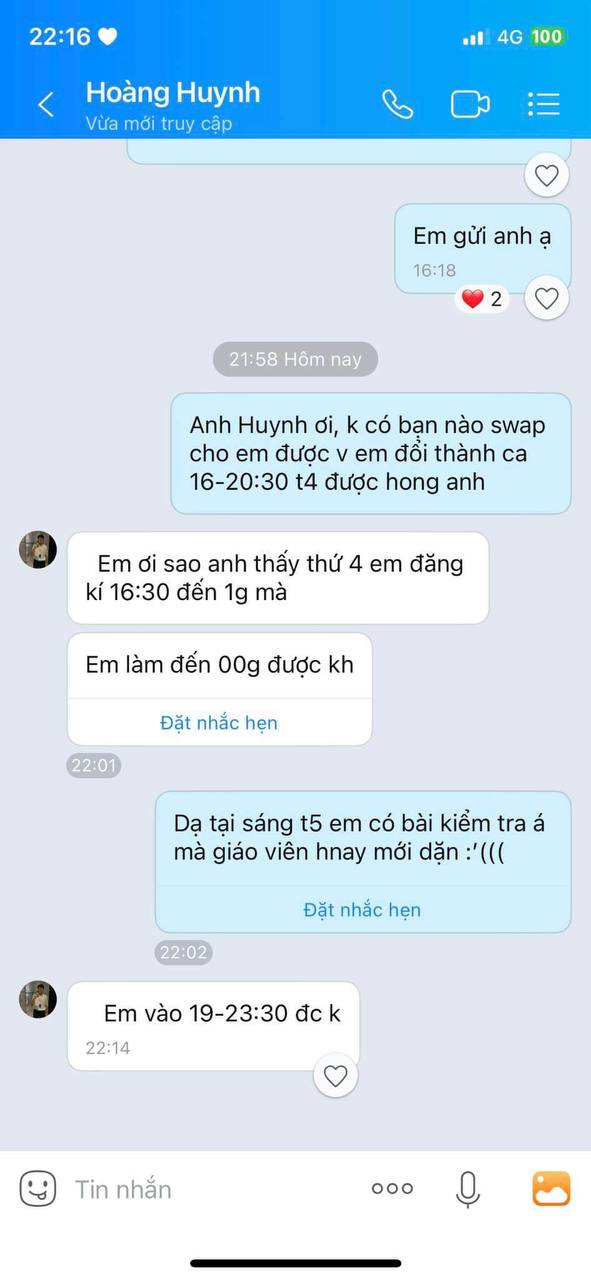 22:16
4G 100
Hoàng Huynh
Vừa mới truy cập
Em gửi anh ạ
16:18
2
21:58 Hôm nay
Anh Huynh ơi, k có bạn nào swap
cho em được v em đổi thành ca
16-20:30 t4 được hong anh
Em ơi sao anh thấy thứ 4 em đăng
kí 16:30 đến 1g mà
Em làm đến 00g được kh
Đặt nhắc hẹn
22:01
Dạ tại sáng t5 em có bài kiểm tra á
mà giáo viên hnay mới dặn :’(((
Đặt nhắc hẹn
22:02
Em vào 19-23:30 đc k
22:14
Tin nhắn